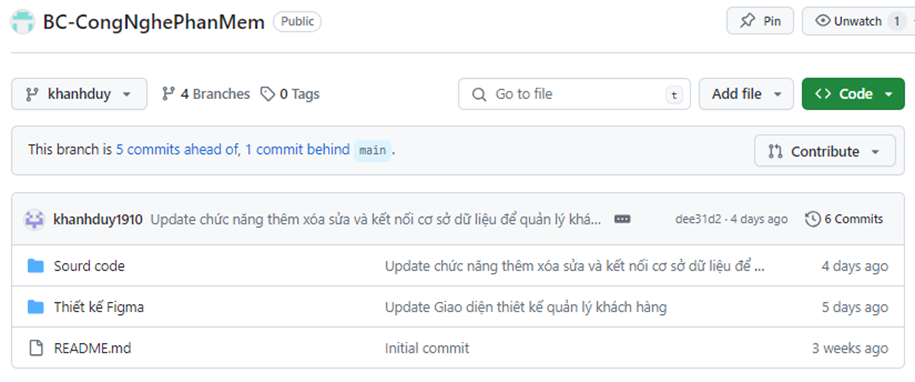 BC-CongNghePhanMem Public Pin Unwatch 1
khanhduy 4 Branches 0 Tags Go to file t Add file <> Code
This branch is 5 commits ahead of, 1 commit behind main . Contribute
khanhduy1910 Update chức năng thêm xóa sửa và kết nối cơ sở dữ liệu để quản lý khá... dee31d2 · 4 days ago 6 Commits
Sourd code Update chức năng thêm xóa sửa và kết nối cơ sở dữ liệu để ... 4 days ago
Thiết kế Figma Update Giao diện thiêt kế quản lý khách hàng 5 days ago
README.md Initial commit 3 weeks ago